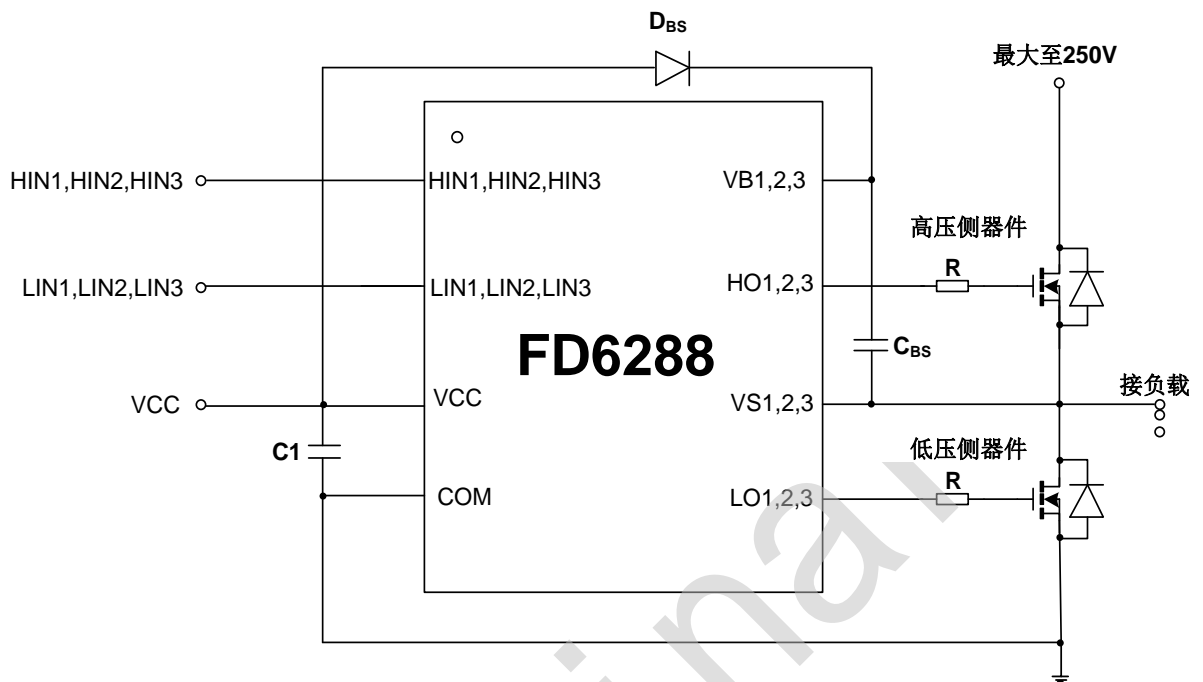 DBS
最大至250V
HIN1,HIN2,HIN3
HIN1,HIN2,HIN3
VB1,2,3
高压侧器件
R
LIN1,LIN2,LIN3
LIN1,LIN2,LIN3
HO1,2,3
FD6288
CBS
接负载
VCC
VCC
VS1,2,3
C1
低压侧器件
R
COM
LO1,2,3